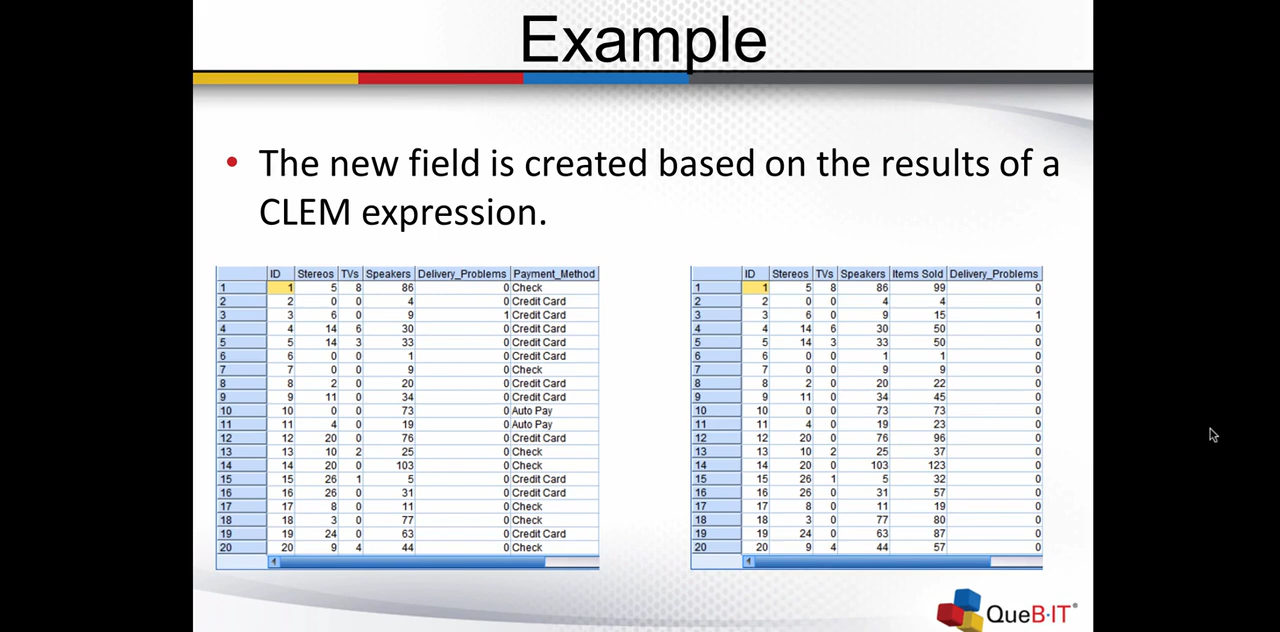 Example
• The new field is created based on the results of a
CLEM expression.
ID Stereos TVs Speakers Delivery_Problems Payment_Method
1 1 5 8 86 0 Check
2 2 0 0 4 0 Credit Card
3 3 6 0 9 1 Credit Card
4 4 14 6 30 0 Credit Card
5 5 14 3 33 0 Credit Card
6 6 0 0 1 0 Credit Card
7 7 0 0 9 0 Check
8 8 2 0 20 0 Credit Card
9 9 11 0 34 0 Credit Card
10 10 0 0 73 0 Auto Pay
11 11 4 0 19 0 Auto Pay
12 12 20 0 76 0 Credit Card
13 13 10 2 25 0 Check
14 14 20 0 103 0 Check
15 15 26 1 5 0 Credit Card
16 16 26 0 31 0 Credit Card
17 17 8 0 11 0 Check
18 18 3 0 77 0 Check
19 19 24 0 63 0 Credit Card
20 20 9 4 44 0 Check
ID Stereos TVs Speakers Items Sold Delivery_Problems
1 1 5 8 86 99 0
2 2 0 0 4 4 0
3 3 6 0 9 15 1
4 4 14 6 30 50 0
5 5 14 3 33 50 0
6 6 0 0 1 1 0
7 7 0 0 9 9 0
8 8 2 0 20 22 0
9 9 11 0 34 45 0
10 10 0 0 73 73 0
11 11 4 0 19 23 0
12 12 20 0 76 96 0
13 13 10 2 25 37 0
14 14 20 0 103 123 0
15 15 26 1 5 32 0
16 16 26 0 31 57 0
17 17 8 0 11 19 0
18 18 3 0 77 80 0
19 19 24 0 63 87 0
20 20 9 4 44 57 0
QueB·IT®